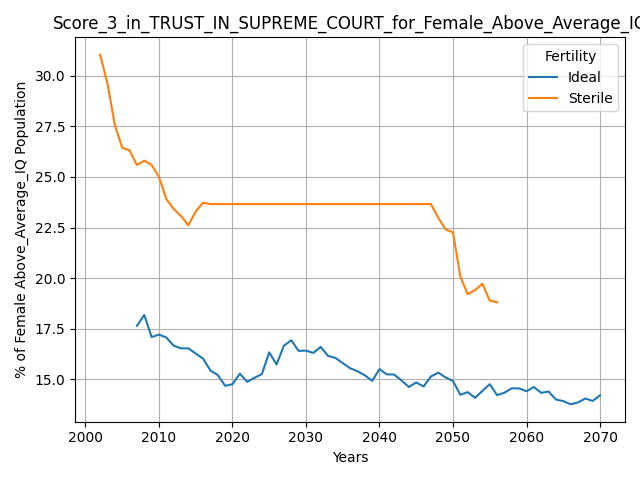 Score_3_in_TRUST_IN_SUPREME_COURT_for_Female_Above_Average_IQ
Fertility
Ideal
Sterile
% of Female Above_Average_IQ Population
30.0
27.5
25.0
22.5
20.0
17.5
15.0
2000 2010 2020 2030 2040 2050 2060 2070
Years